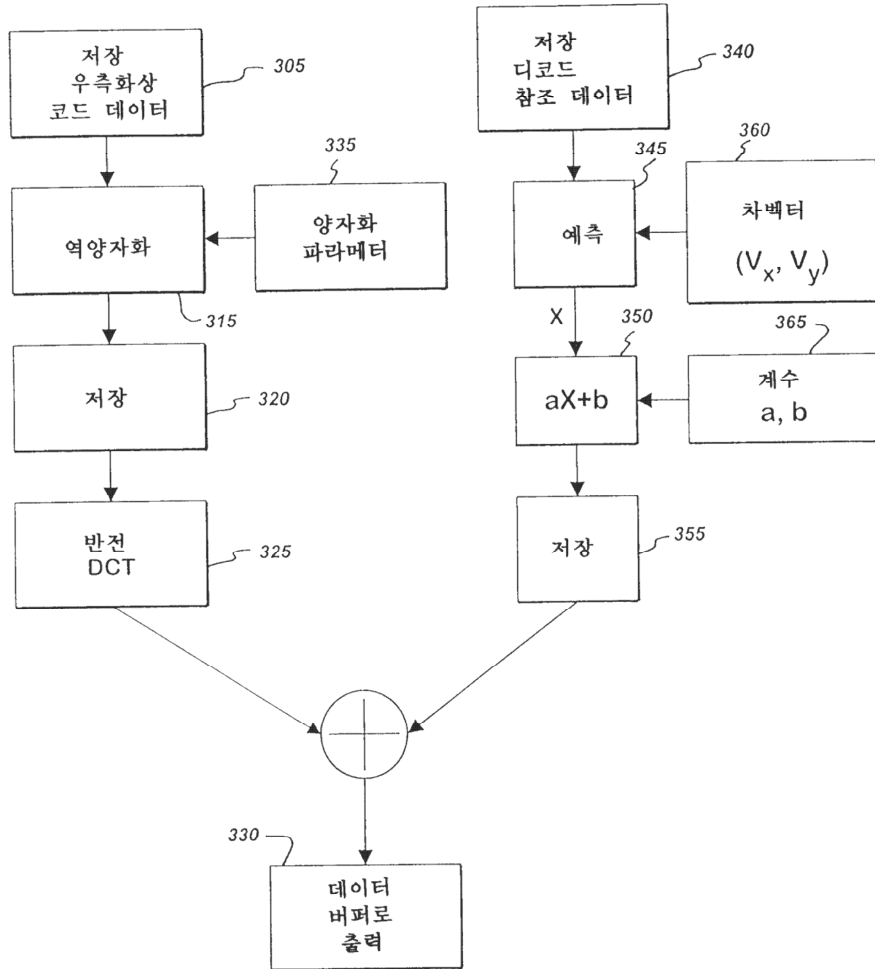 저장
우측화상
코드 데이터
305
저장
디코드
참조 데이터
340
335
345
360
역양자화
양자화
파라메터
예측
차벡터
(Vx, Vy)
315
X
350
365
저장
320
aX+b
계수
a, b
반전
DCT
325
저장
355
330
데이터
버퍼로
출력